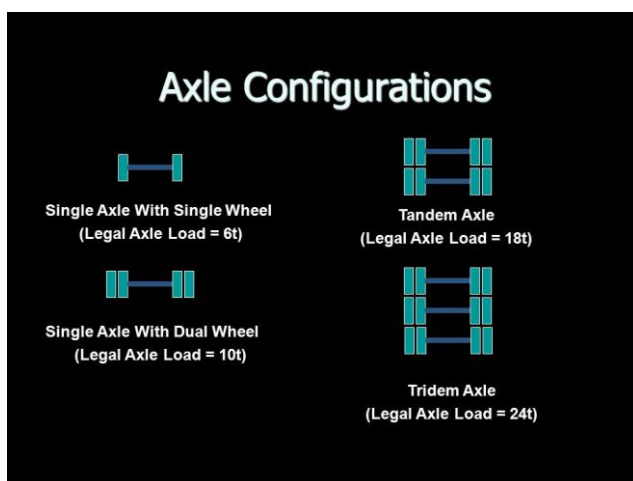 Axle Configurations
Single Axle With Single Wheel
(Legal Axle Load = 6t)
Single Axle With Dual Wheel
(Legal Axle Load = 10t)
Tandem Axle
(Legal Axle Load = 18t)
Tridem Axle
(Legal Axle Load = 24t)